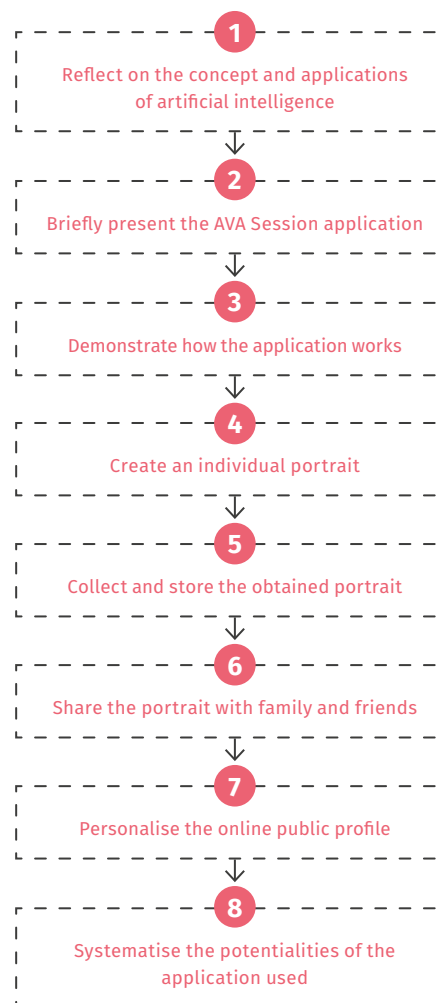 1
Reflect on the concept and applications
of artificial intelligence
2
Briefly present the AVA Session application
3
Demonstrate how the application works
4
Create an individual portrait
5
Collect and store the obtained portrait
6
Share the portrait with family and friends
7
Personalise the online public profile
8
Systematise the potentialities of the
application used